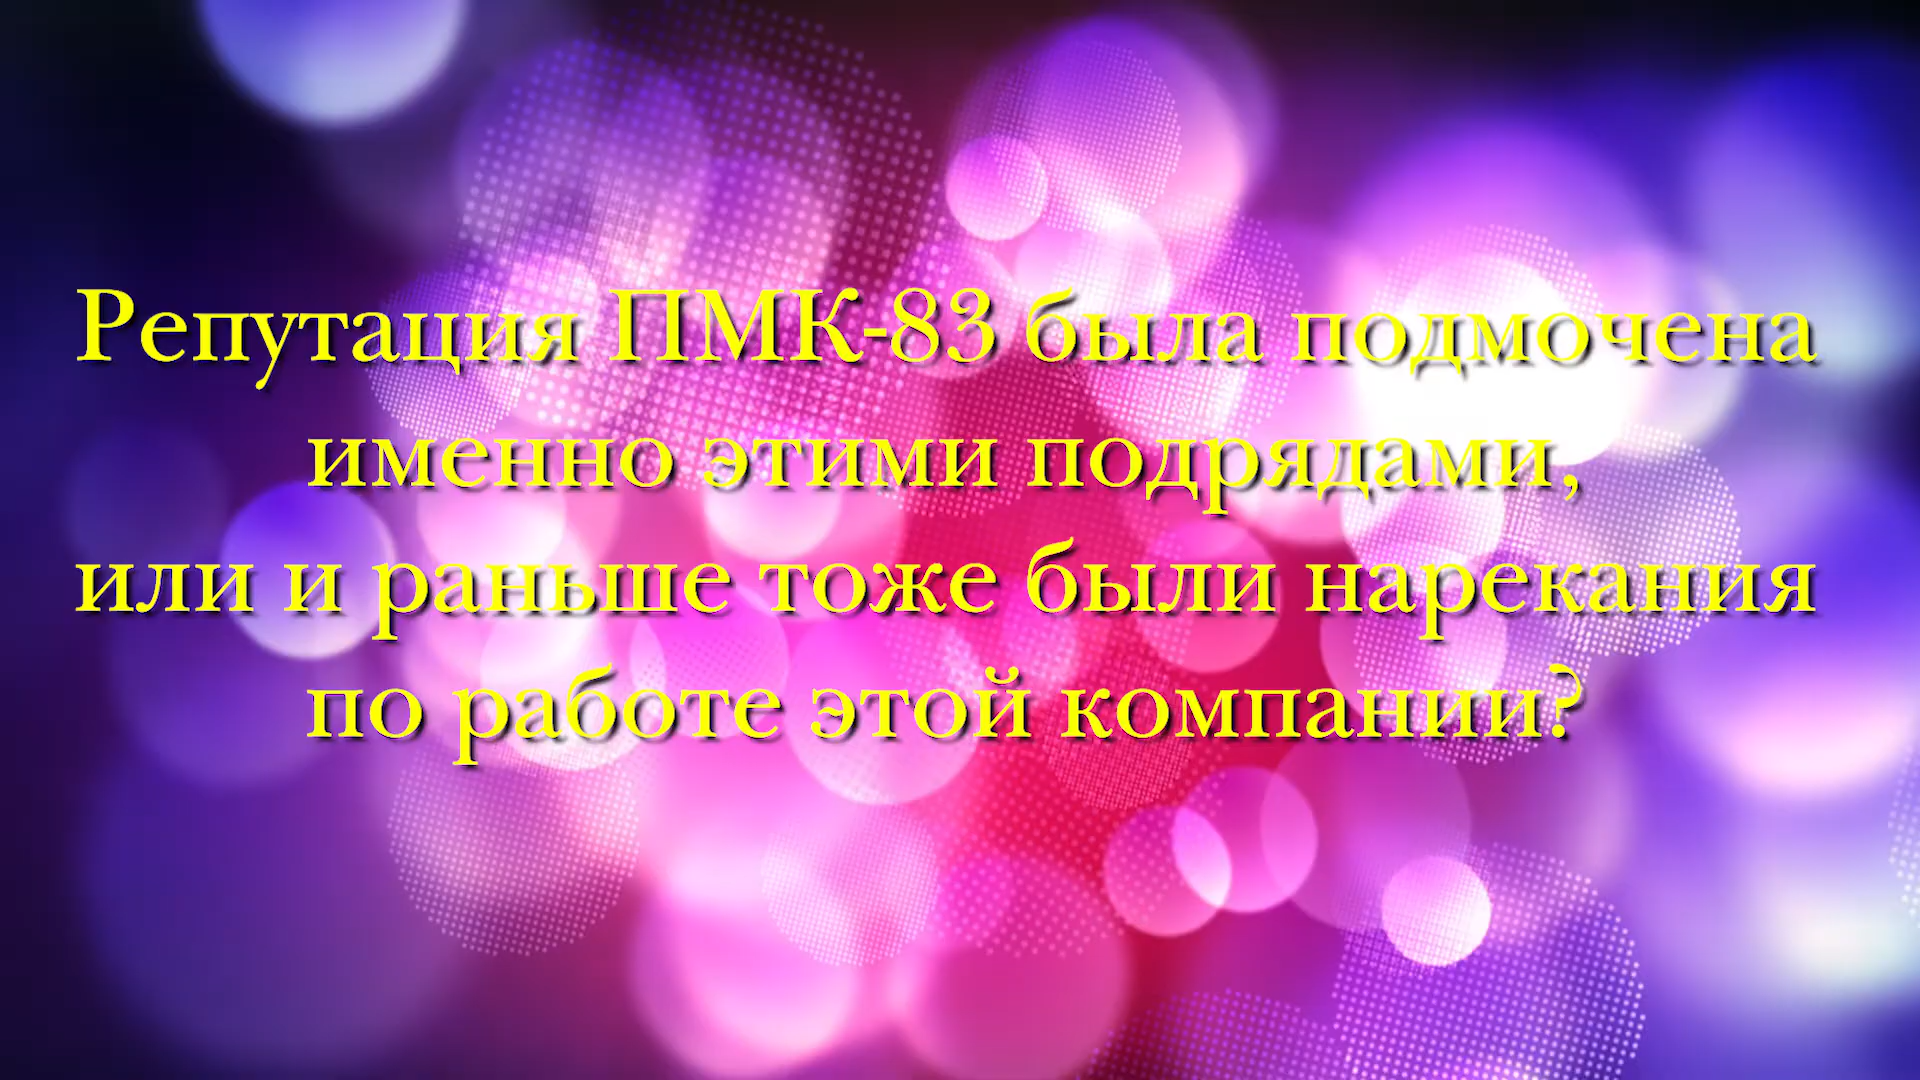 Репутация ПМК-83 была подмочена
именно этими подрядами,
или и раньше тоже были нарекания
по работе этой компании?